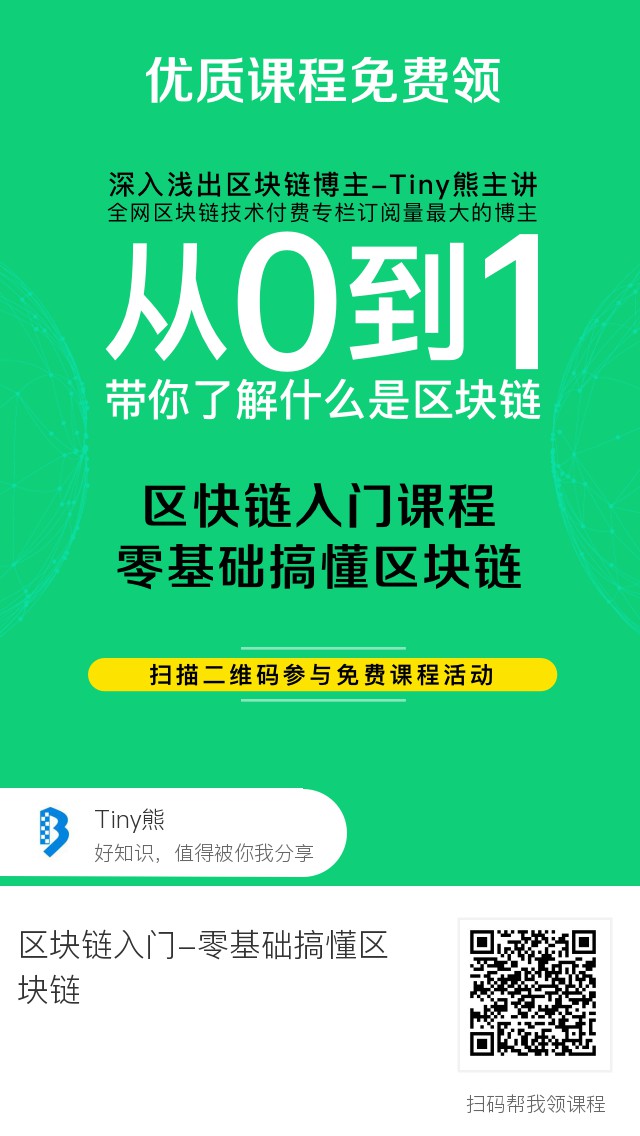 优质课程免费领
深入浅出区块链博主-Tiny熊主讲
全网区块链技术付费专栏订阅量最大的博主
从0到1
带你了解什么是区块链
区快链入门课程
零基础搞懂区块链
扫描二维码参与免费课程活动
Tiny熊
好知识，值得被你我分享
区块链入门-零基础搞懂区
块链
扫码帮我领课程